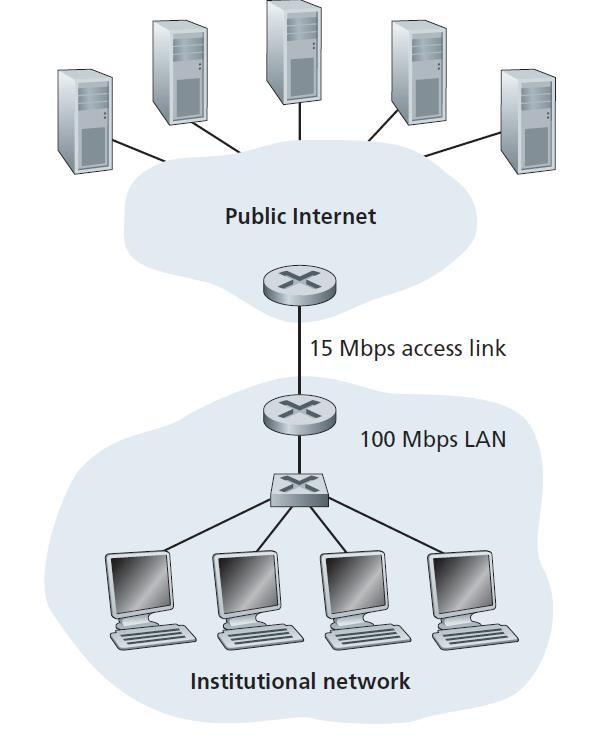 Public Internet
15 Mbps access link
100 Mbps LAN
Institutional network